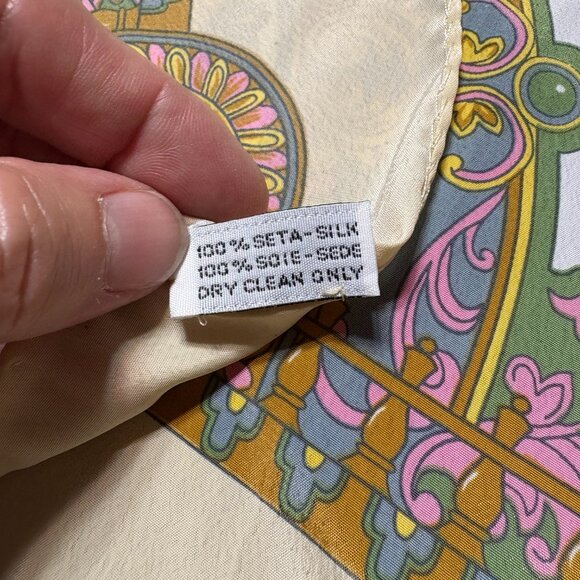 100% SETA-SILK
100% SOIE-SEDE
DRY CLEAN ONLY